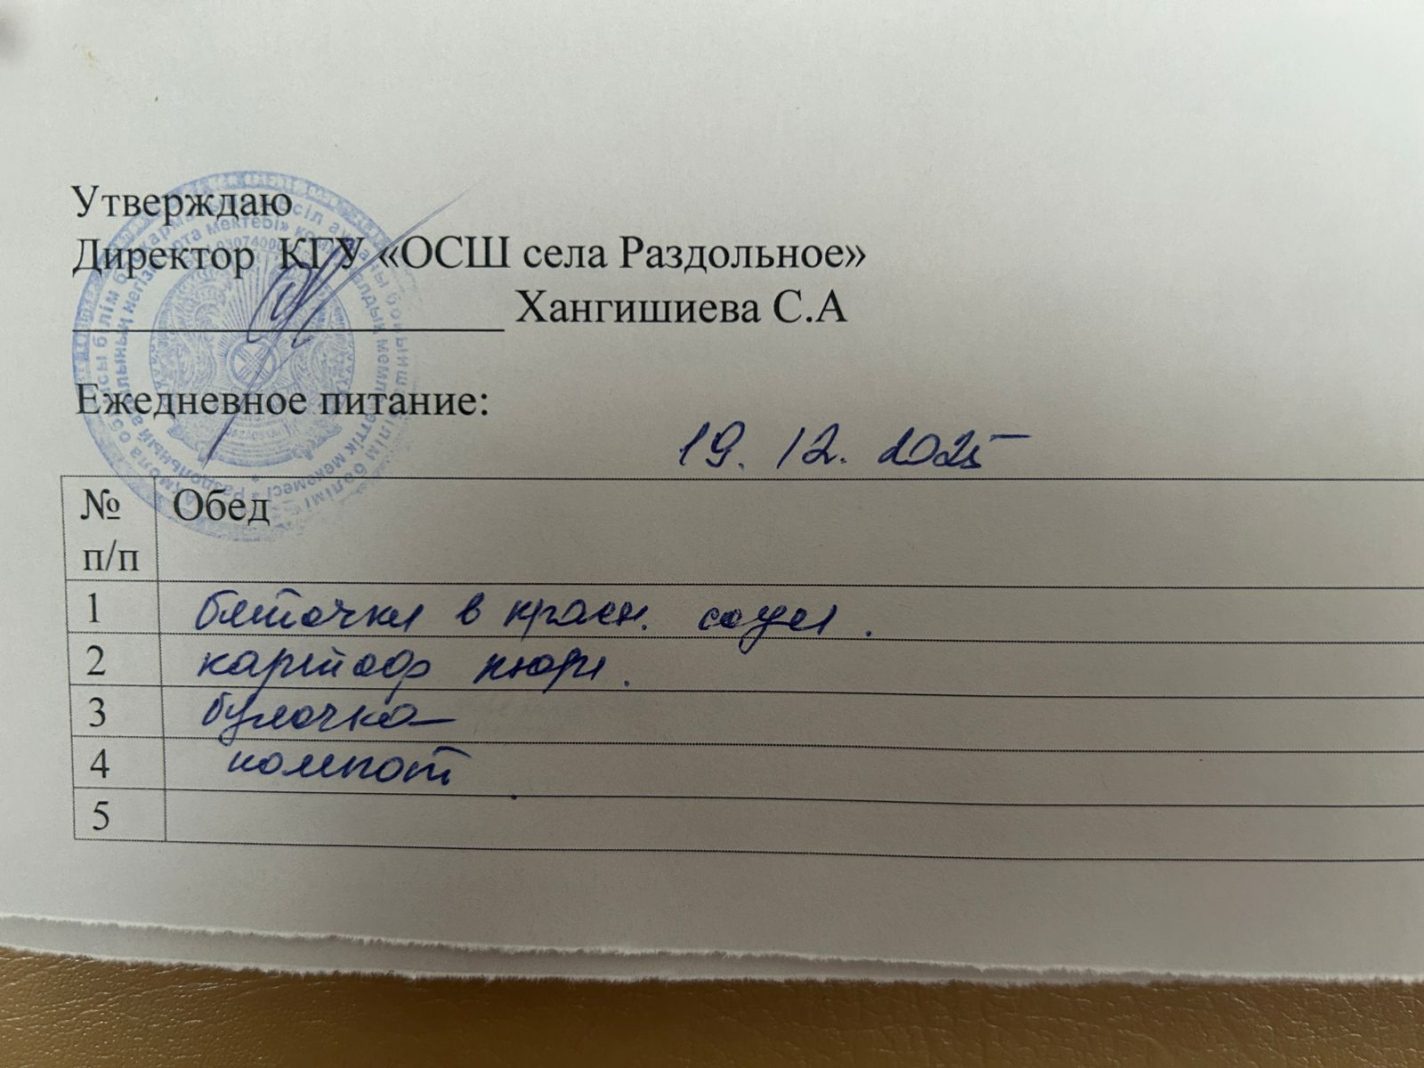 Утверждаю
Директор КГУ «ОСШ села Раздольное»
Хангишиева С.А
Ежедневное питание:
19. 12. 2025
№ п/п Обед
1 биточки в красн. соусе.
2 картоф пюре.
3 булочка
4 компот
5